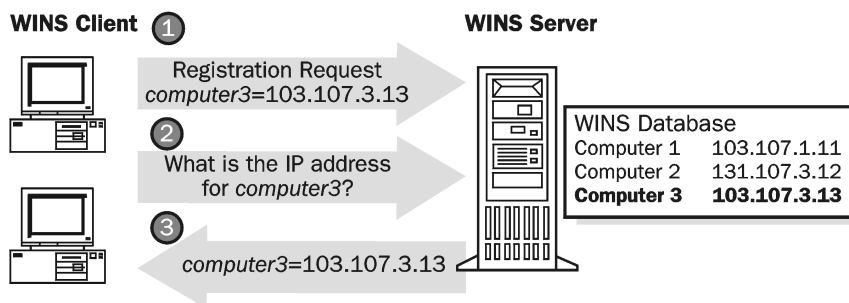 WINS Client
1
WINS Server
Registration Request
computer3=103.107.3.13
2
What is the IP address
for computer3?
3
computer3=103.107.3.13
WINS Database
Computer 1 103.107.1.11
Computer 2 131.107.3.12
Computer 3 103.107.3.13